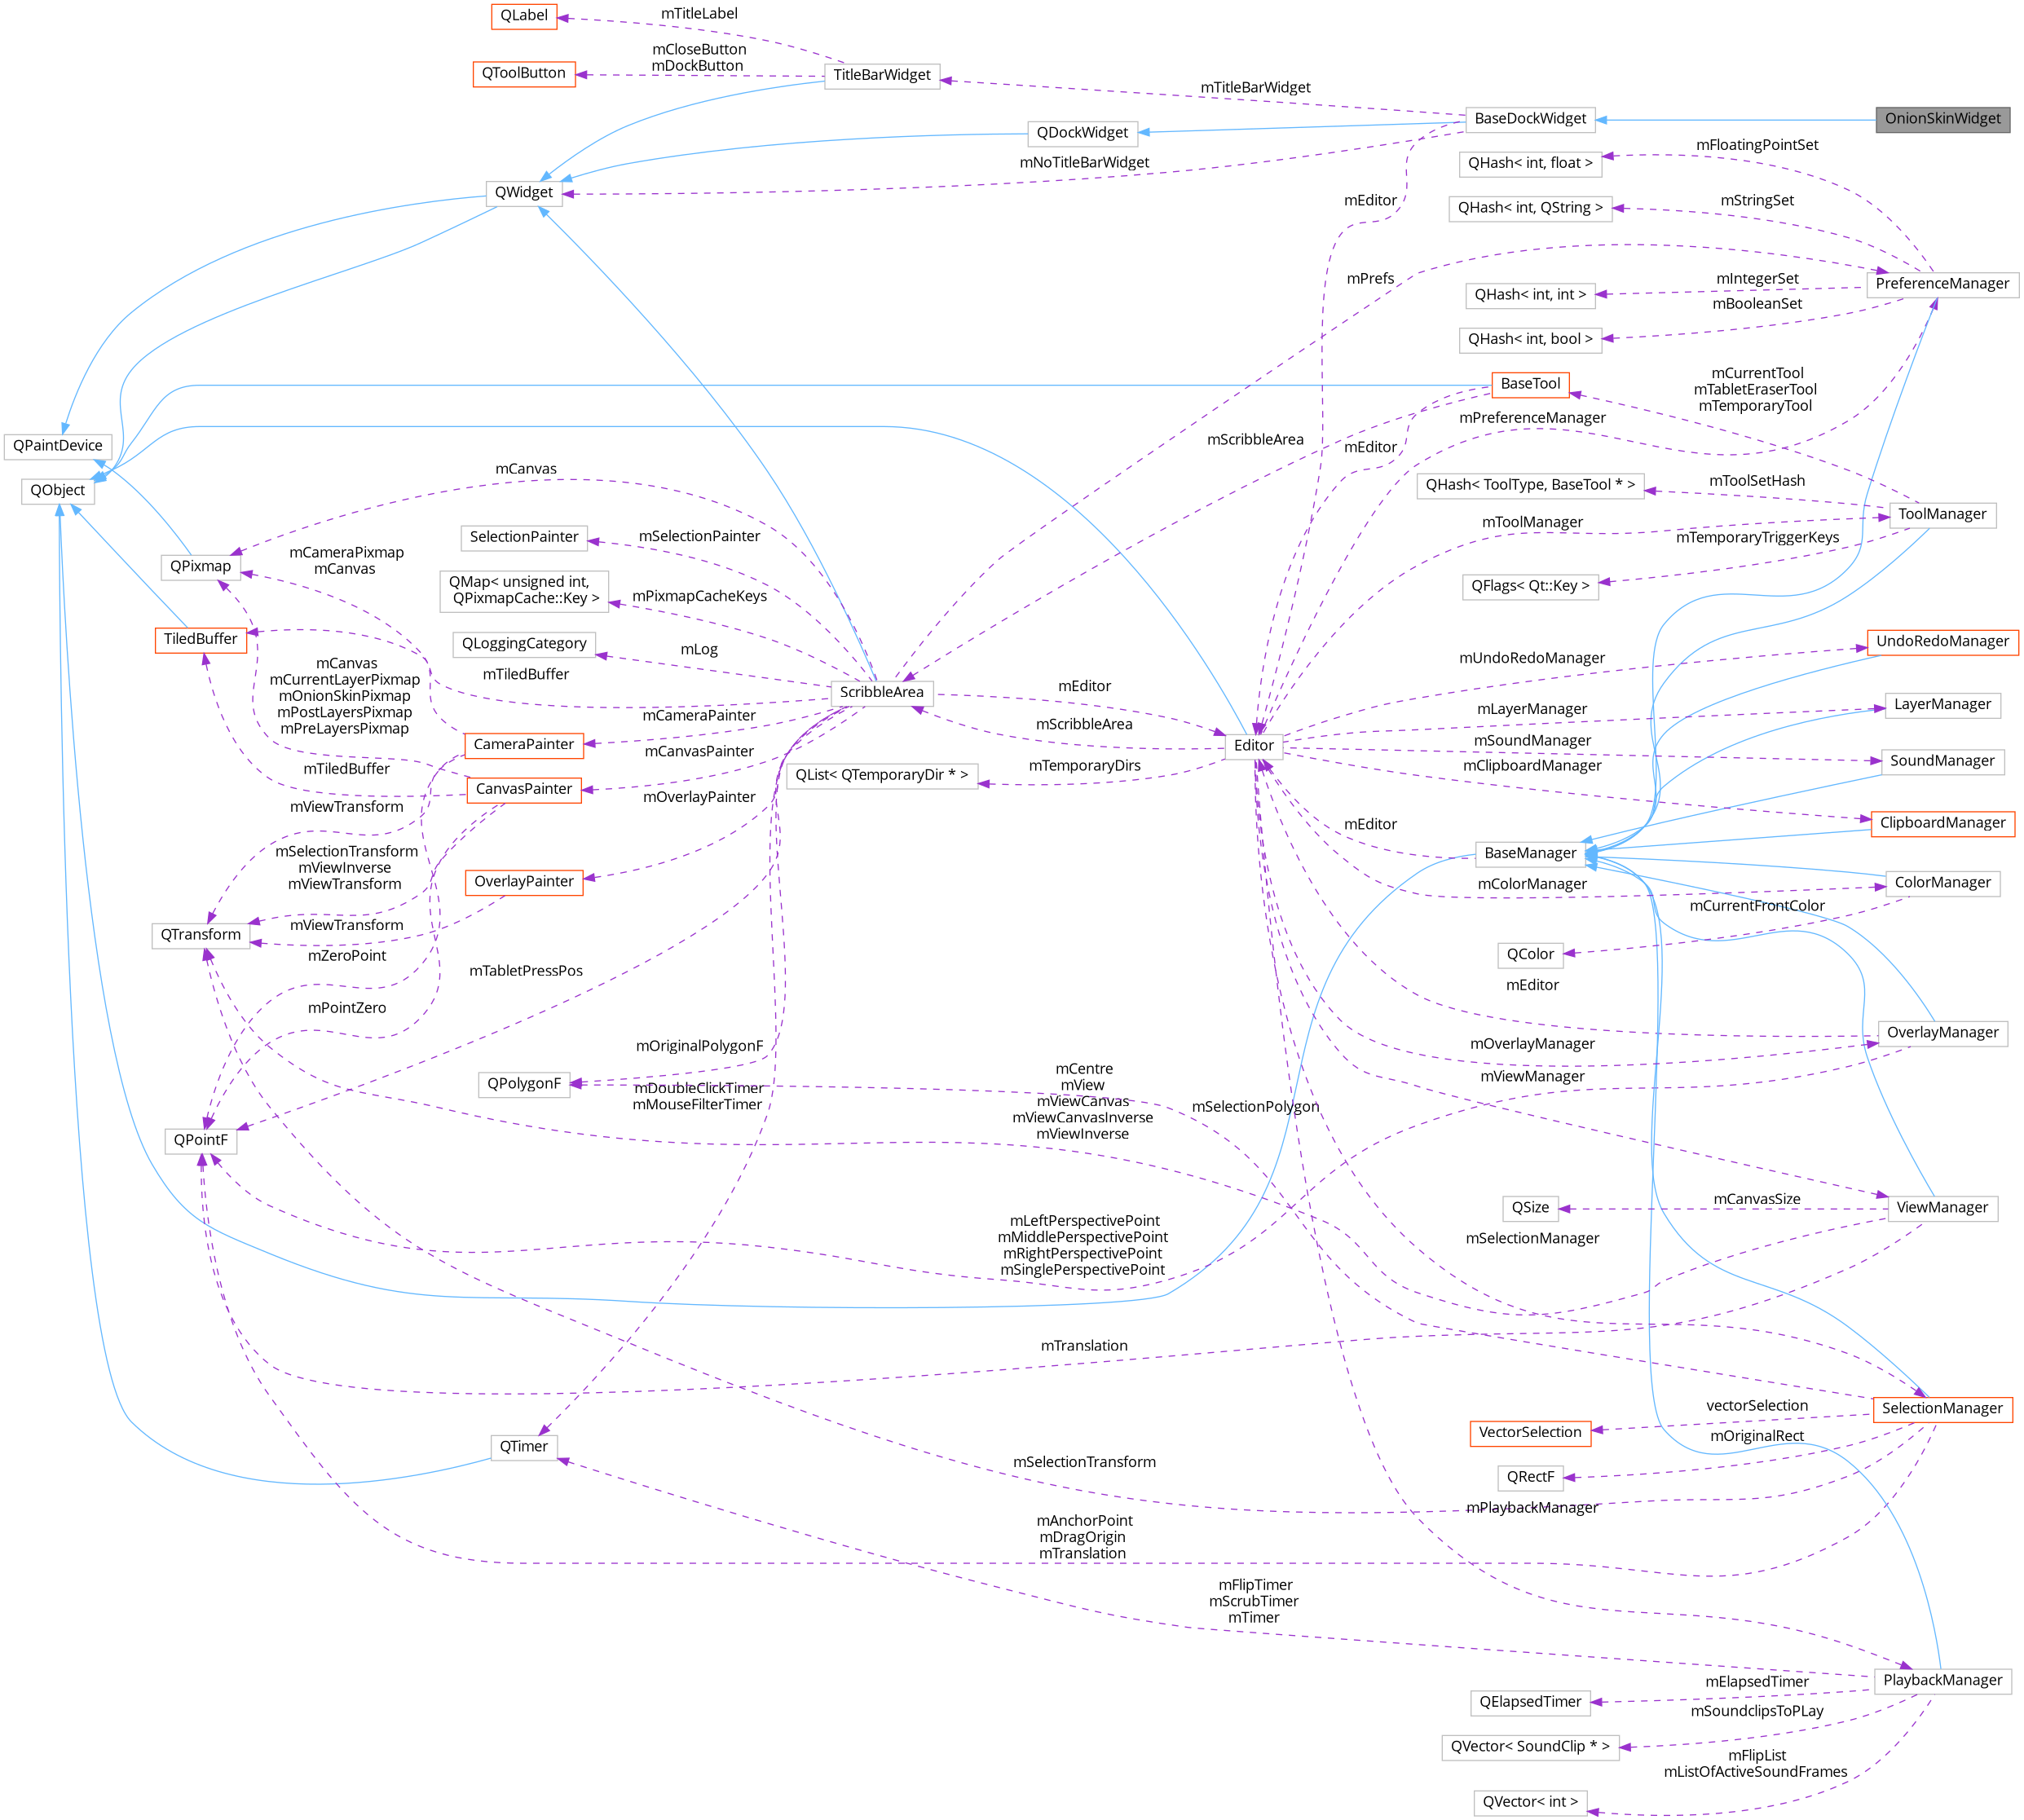 QLabel
mTitleLabel
QToolButton
mCloseButton
mDockButton
TitleBarWidget
mTitleBarWidget
BaseDockWidget
OnionSkinWidget
QDockWidget
mNoTitleBarWidget
QWidget
mEditor
QHash< int, float >
mFloatingPointSet
QHash< int, QString >
mStringSet
mPrefs
QHash< int, int >
mIntegerSet
PreferenceManager
mBooleanSet
QHash< int, bool >
BaseTool
mCurrentTool
mTabletEraserTool
mTemporaryTool
mPreferenceManager
QPaintDevice
mScribbleArea
mEditor
QObject
mCanvas
QHash< ToolType, BaseTool * >
mToolSetHash
ToolManager
mToolManager
SelectionPainter
mSelectionPainter
mTemporaryTriggerKeys
QFlags< Qt::Key >
QPixmap
mCameraPixmap
mCanvas
QMap< unsigned int,
QPixmapCache::Key >
mPixmapCacheKeys
TiledBuffer
QLoggingCategory
mLog
mTiledBuffer
UndoRedoManager
mUndoRedoManager
mCanvas
mCurrentLayerPixmap
mOnionSkinPixmap
mPostLayersPixmap
mPreLayersPixmap
ScribbleArea
mEditor
mLayerManager
LayerManager
mScribbleArea
mCameraPainter
CameraPainter
Editor
mSoundManager
SoundManager
mCanvasPainter
mTiledBuffer
CanvasPainter
QList< QTemporaryDir * >
mTemporaryDirs
mClipboardManager
mViewTransform
mOverlayPainter
mEditor
ClipboardManager
mSelectionTransform
mViewInverse
mViewTransform
OverlayPainter
BaseManager
mColorManager
ColorManager
mCurrentFrontColor
QTransform
mViewTransform
mZeroPoint
mTabletPressPos
QColor
mEditor
mPointZero
OverlayManager
mOverlayManager
mOriginalPolygonF
QPolygonF
mDoubleClickTimer
mMouseFilterTimer
mCentre
mView
mViewCanvas
mViewCanvasInverse
mViewInverse
mSelectionPolygon
mViewManager
QPointF
mCanvasSize
QSize
ViewManager
mLeftPerspectivePoint
mMiddlePerspectivePoint
mRightPerspectivePoint
mSinglePerspectivePoint
mSelectionManager
mTranslation
vectorSelection
SelectionManager
VectorSelection
mOriginalRect
QTimer
mSelectionTransform
QRectF
mPlaybackManager
mAnchorPoint
mDragOrigin
mTranslation
mFlipTimer
mScrubTimer
mTimer
PlaybackManager
mElapsedTimer
QElapsedTimer
mSoundclipsToPLay
QVector< SoundClip * >
mFlipList
mListOfActiveSoundFrames
QVector< int >